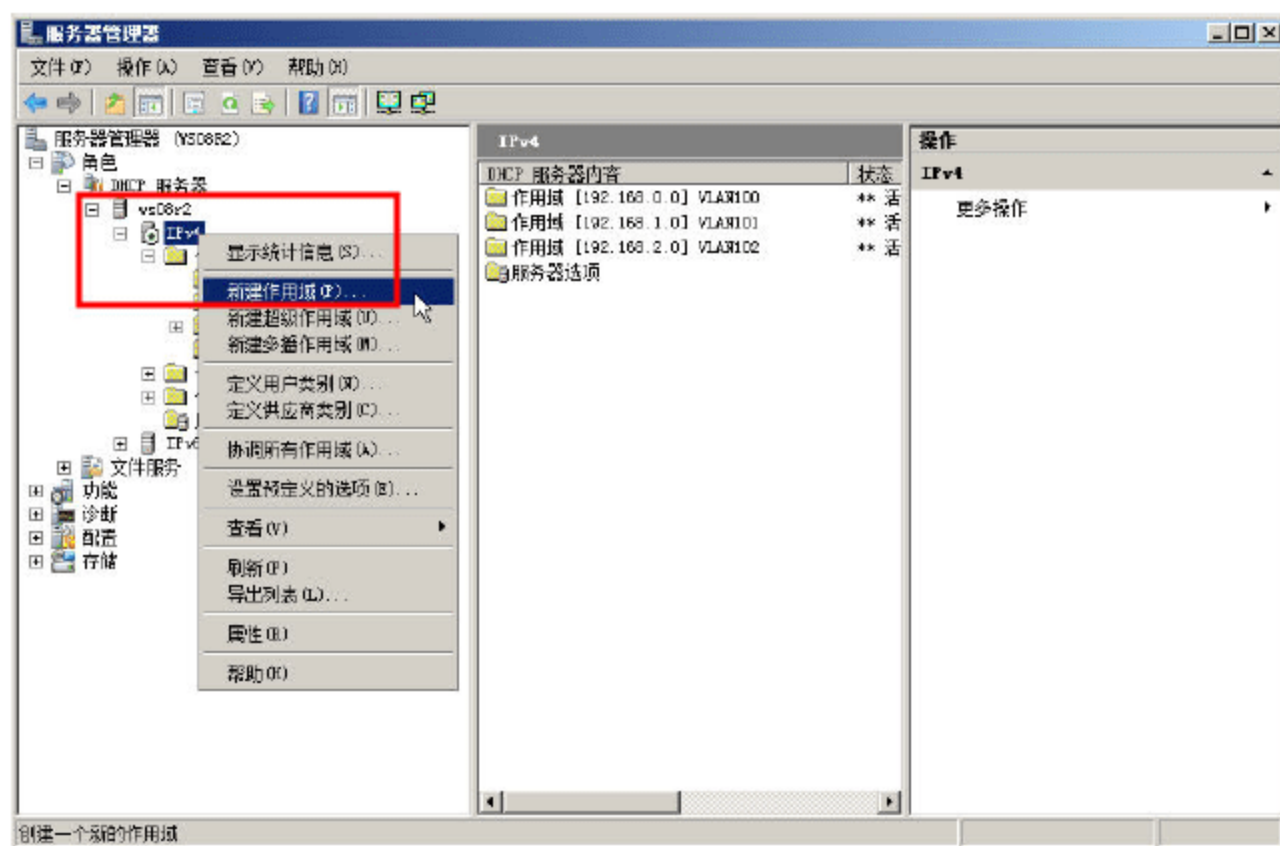 服务器管理器
文件(F) 操作(A) 查看(V) 帮助(H)
服务器管理器 (VS08R2)
角色
DHCP 服务器
vs08r2
IPv4
IPv6
文件服务
功能
诊断
配置
存储
显示统计信息(S)...
新建作用域(P)...
新建超级作用域(U)...
新建多播作用域(M)...
定义用户类别(N)...
定义供应商类别(C)...
协调所有作用域(A)...
设置预定义的选项(E)...
查看(V)
刷新(F)
导出列表(L)...
属性(R)
帮助(H)
IPv4
DHCP 服务器内容 状态
作用域 [192.168.0.0] VLAN100 ** 活
作用域 [192.168.1.0] VLAN101 ** 活
作用域 [192.168.2.0] VLAN102 ** 活
服务器选项
操作
IPv4
更多操作
创建一个新的作用域